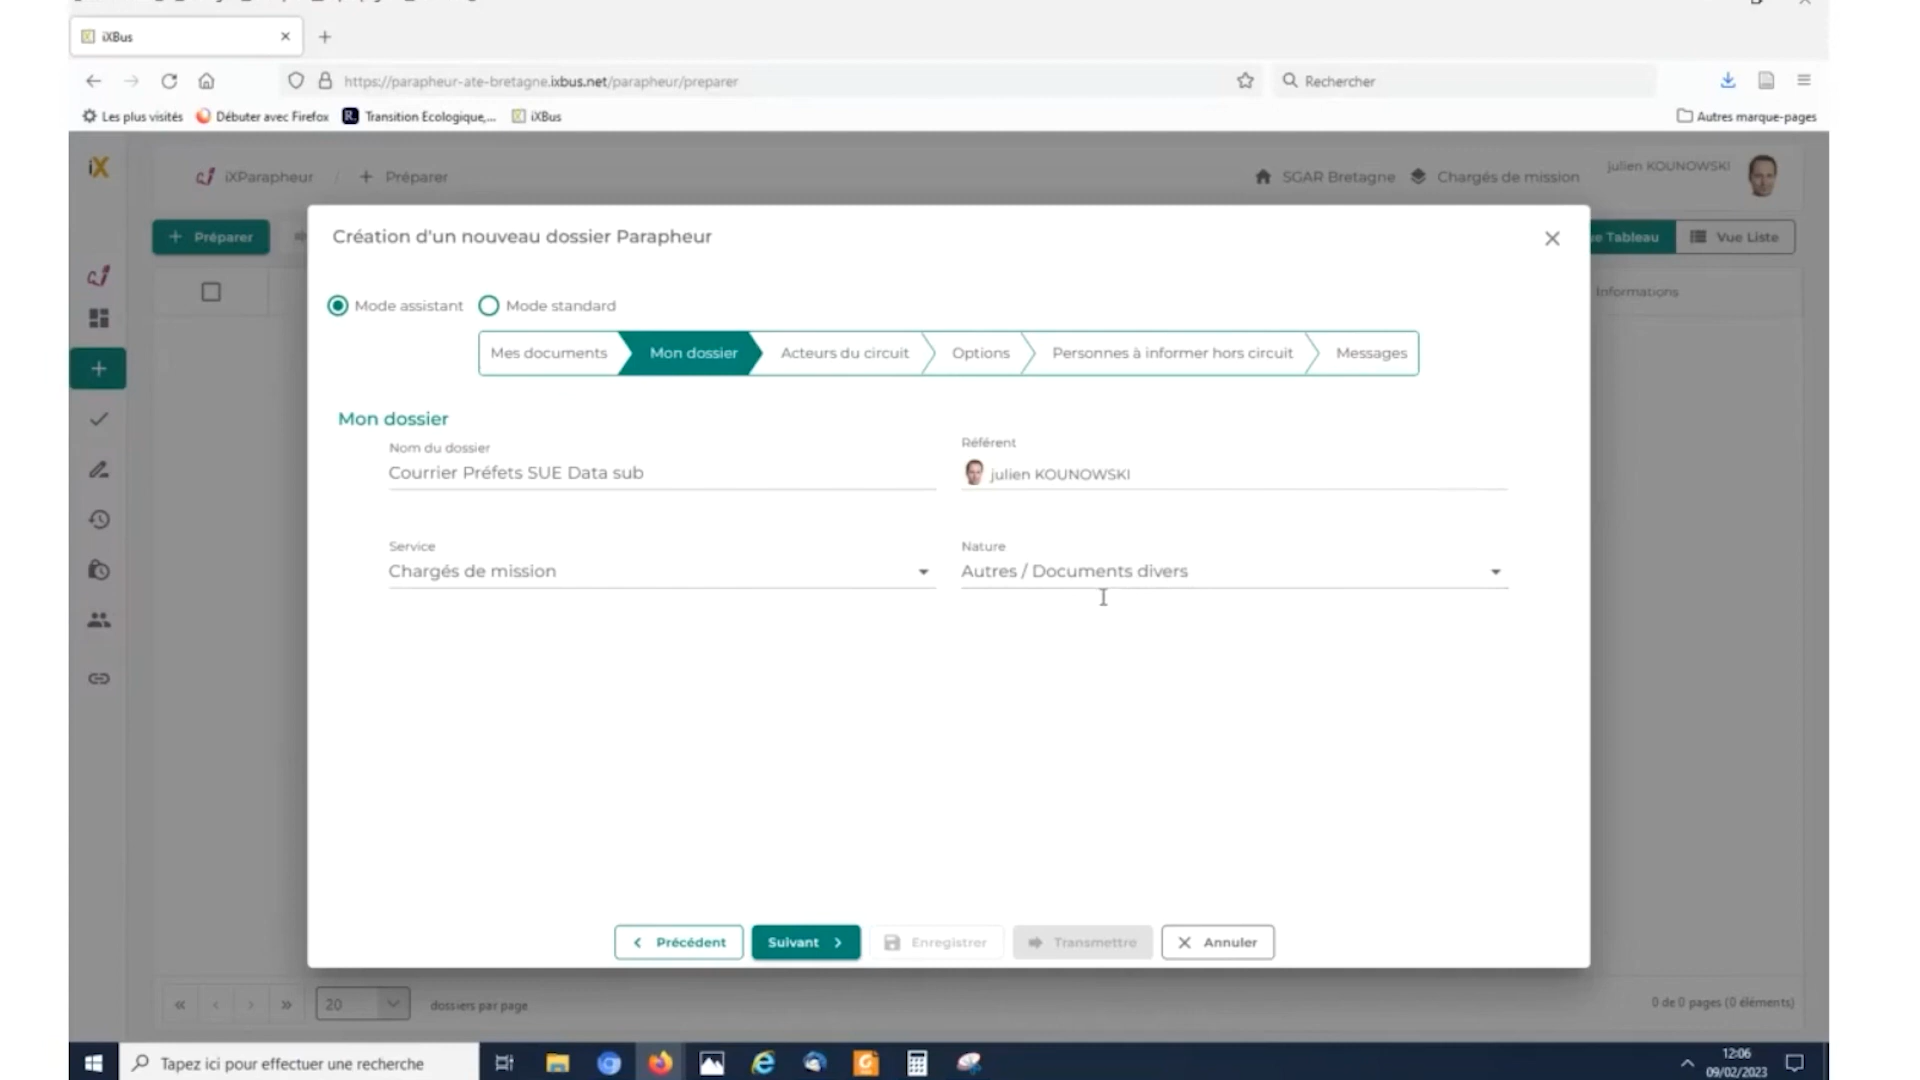 iXBus
https://parapheur-ate-bretagne.ixbus.net/parapheur/preparer
Rechercher
Les plus visités
Débuter avec Firefox
Transition Ecologique,...
iXBus
Autres marque-pages
iX
iXParapheur / + Préparer
SGAR Bretagne
Chargés de mission
julien KOUNOWSKI
+ Préparer
Tableau
Vue Liste
Informations
Création d'un nouveau dossier Parapheur
Mode assistant
Mode standard
Mes documents
Mon dossier
Acteurs du circuit
Options
Personnes à informer hors circuit
Messages
Mon dossier
Nom du dossier
Courrier Préfets SUE Data sub
Référent
julien KOUNOWSKI
Service
Chargés de mission
Nature
Autres / Documents divers
Précédent
Suivant
Enregistrer
Transmettre
Annuler
20
dossiers par page
0 de 0 pages (0 éléments)
Tapez ici pour effectuer une recherche
12:06
09/02/2023